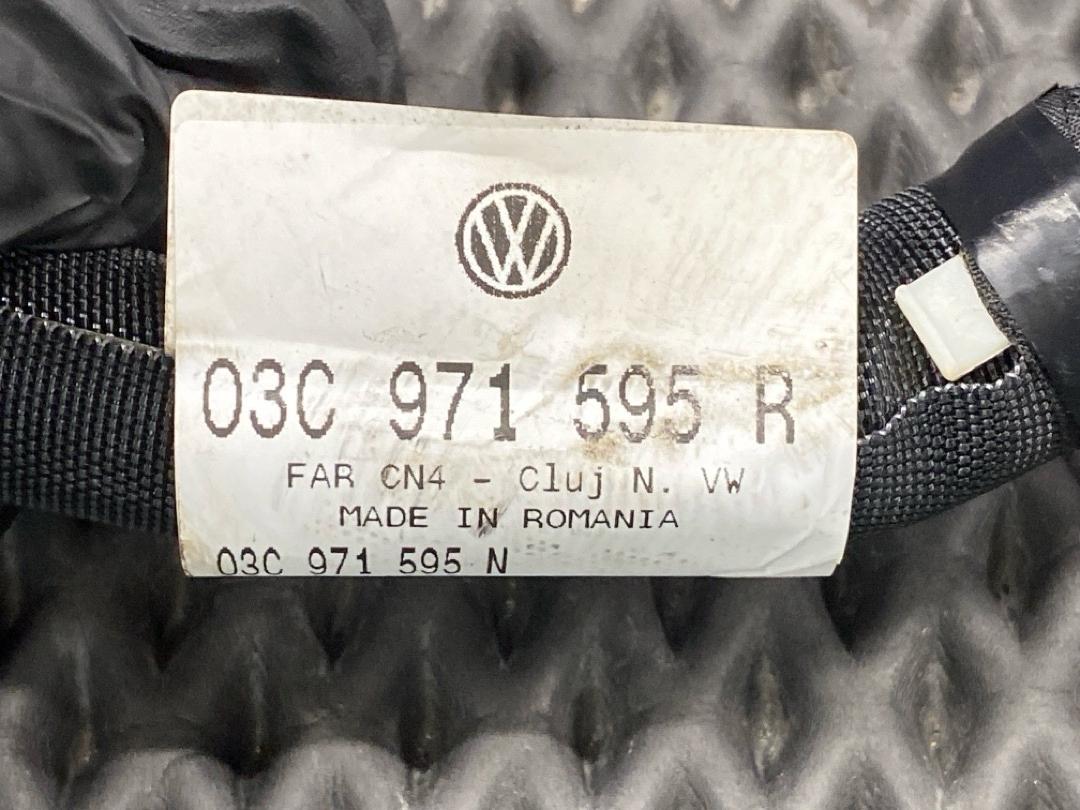 03C 971 595 R
FAR CN4 - Cluj N. VW
MADE IN ROMANIA
03C 971 595 N